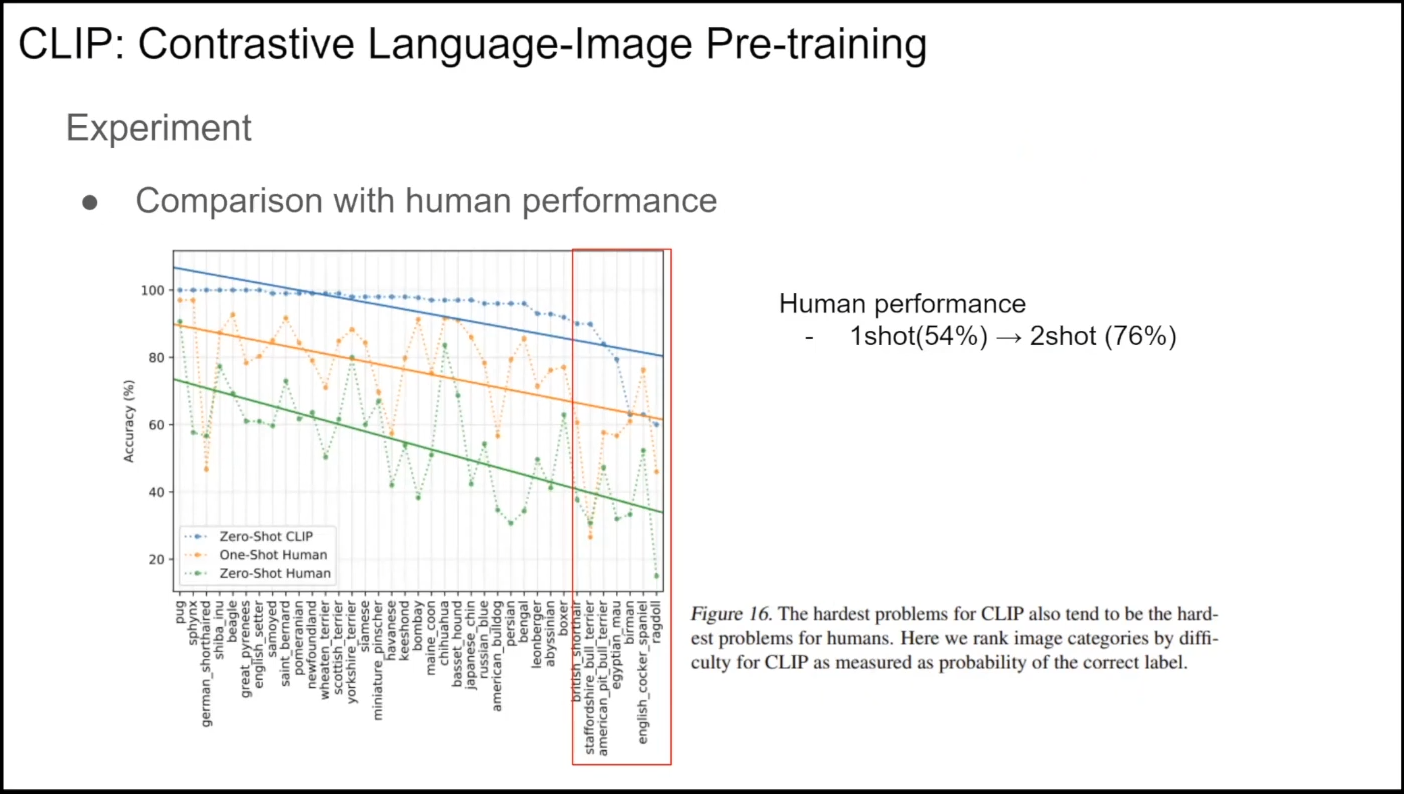 CLIP: Contrastive Language-Image Pre-training
Experiment
● Comparison with human performance
Human performance
- 1shot(54%) → 2shot (76%)
Accuracy (%)
100
80
60
40
20
Zero-Shot CLIP
One-Shot Human
Zero-Shot Human
pug
sphynx
german_shorthaired
shiba_inu
beagle
great_pyrenees
english_setter
samoyed
saint_bernard
pomeranian
newfoundland
wheaten_terrier
scottish_terrier
yorkshire_terrier
siamese
miniature_pinscher
havanese
keeshond
bombay
maine_coon
chihuahua
basset_hound
japanese_chin
russian_blue
american_bulldog
persian
bengal
leonberger
abyssinian
boxer
british_shorthair
staffordshire_bull_terrier
american_pit_bull_terrier
egyptian_mau
birman
english_cocker_spaniel
ragdoll
Figure 16. The hardest problems for CLIP also tend to be the hard-
est problems for humans. Here we rank image categories by diffi-
culty for CLIP as measured as probability of the correct label.